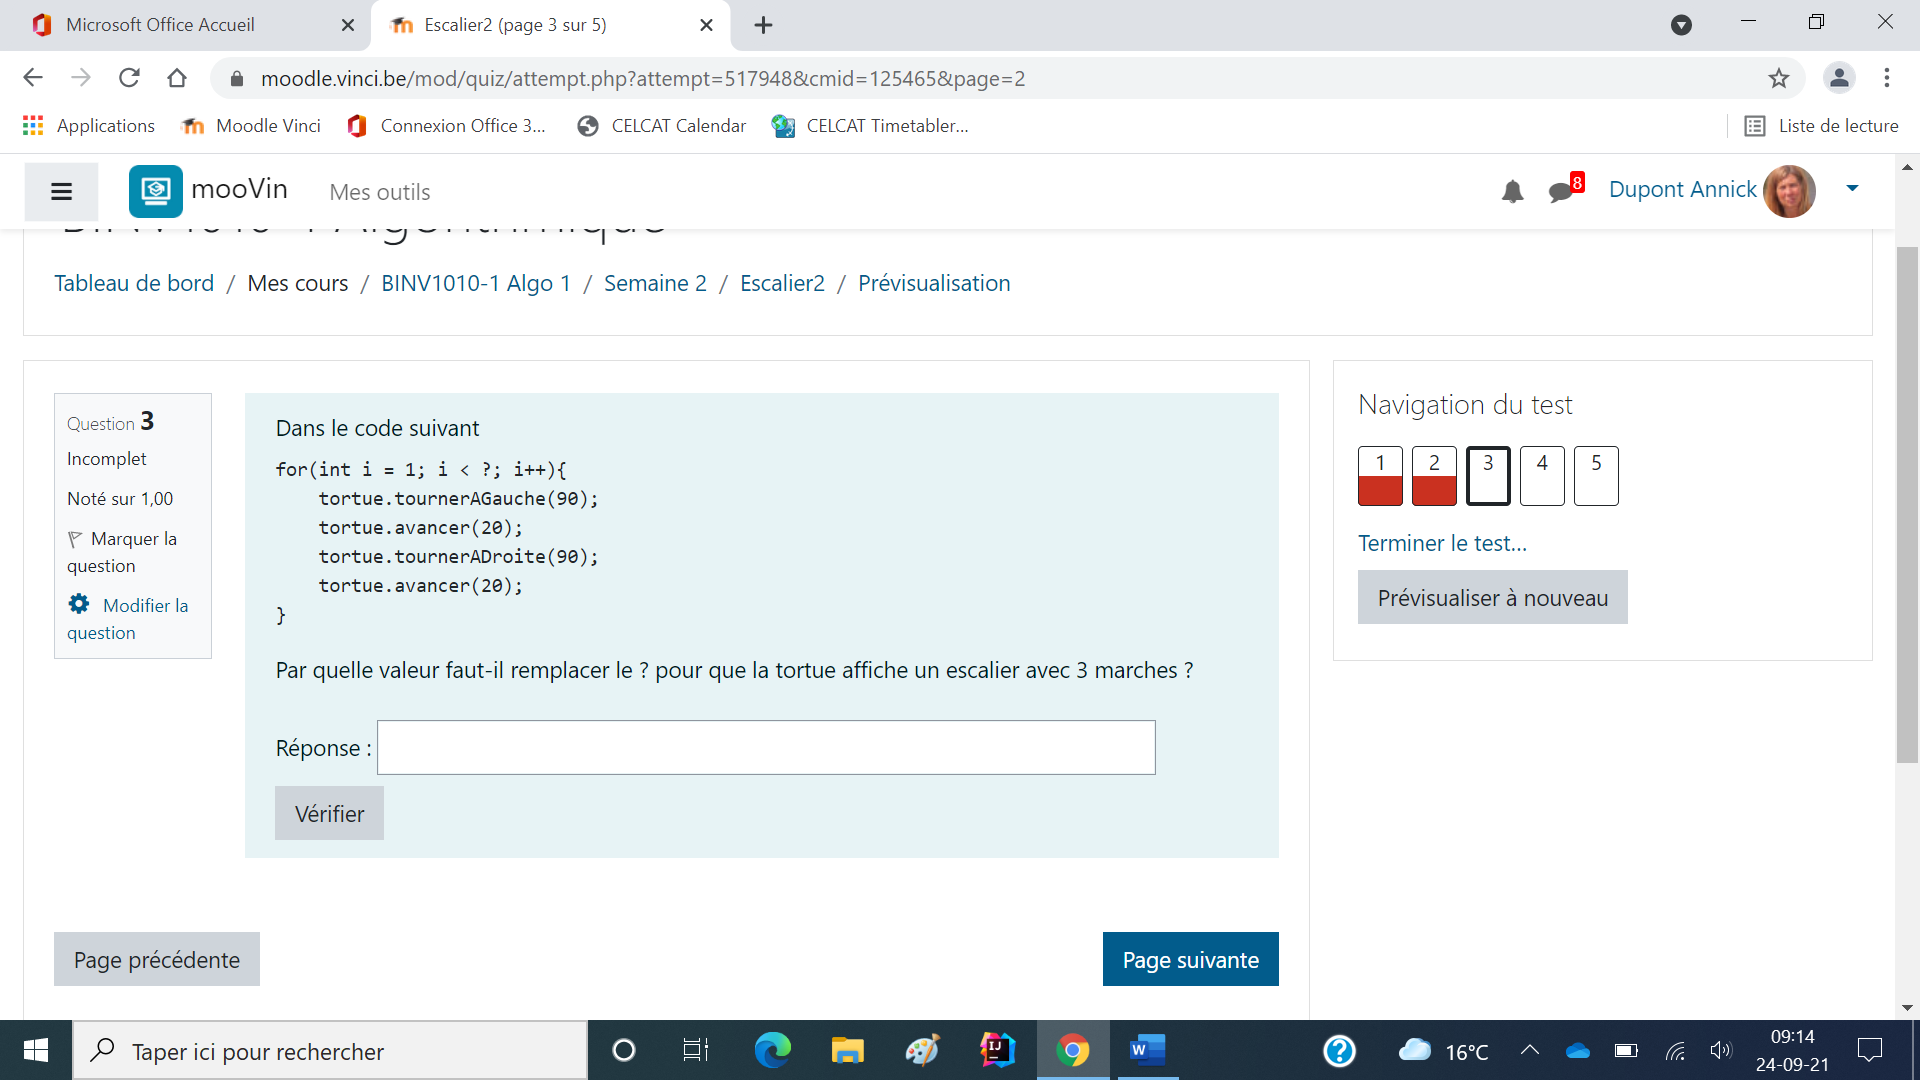 Microsoft Office Accueil
Escalier2 (page 3 sur 5)
moodle.vinci.be/mod/quiz/attempt.php?attempt=517948&cmid=125465&page=2
Applications
Moodle Vinci
Connexion Office 3...
CELCAT Calendar
CELCAT Timetabler...
Liste de lecture
mooVin
Mes outils
8
Dupont Annick
Tableau de bord / Mes cours / BINV1010-1 Algo 1 / Semaine 2 / Escalier2 / Prévisualisation
Question 3
Incomplet
Noté sur 1,00
Marquer la
question
Modifier la
question
Dans le code suivant
for(int i = 1; i < ?; i++){
    tortue.tournerAGauche(90);
    tortue.avancer(20);
    tortue.tournerADroite(90);
    tortue.avancer(20);
}
Par quelle valeur faut-il remplacer le ? pour que la tortue affiche un escalier avec 3 marches ?
Réponse :
Vérifier
Page précédente
Page suivante
Navigation du test
1 2 3 4 5
Terminer le test...
Prévisualiser à nouveau
Taper ici pour rechercher
16°C
09:14
24-09-21